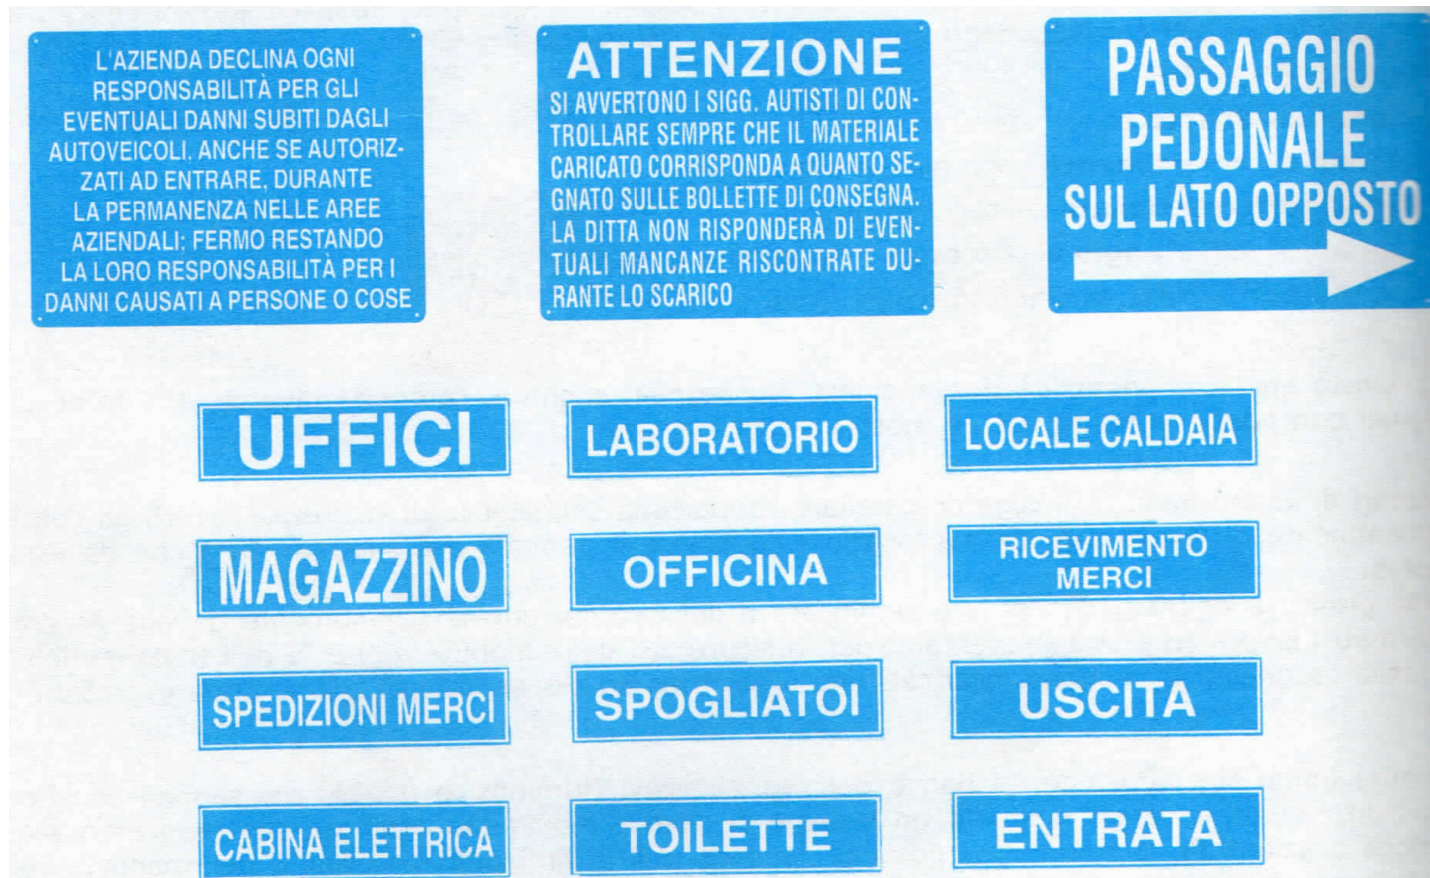 L'AZIENDA DECLINA OGNI
RESPONSABILITÀ PER GLI
EVENTUALI DANNI SUBITI DAGLI
AUTOVEICOLI, ANCHE SE AUTORIZ-
ZATI AD ENTRARE, DURANTE
LA PERMANENZA NELLE AREE
AZIENDALI; FERMO RESTANDO
LA LORO RESPONSABILITÀ PER I
DANNI CAUSATI A PERSONE O COSE
ATTENZIONE
SI AVVERTONO I SIGG. AUTISTI DI CON-
TROLLARE SEMPRE CHE IL MATERIALE
CARICATO CORRISPONDA A QUANTO SE-
GNATO SULLE BOLLETTE DI CONSEGNA.
LA DITTA NON RISPONDERÀ DI EVEN-
TUALI MANCANZE RISCONTRATE DU-
RANTE LO SCARICO
PASSAGGIO
PEDONALE
SUL LATO OPPOSTO
UFFICI
LABORATORIO
LOCALE CALDAIA
MAGAZZINO
OFFICINA
RICEVIMENTO
MERCI
SPEDIZIONI MERCI
SPOGLIATOI
USCITA
CABINA ELETTRICA
TOILETTE
ENTRATA